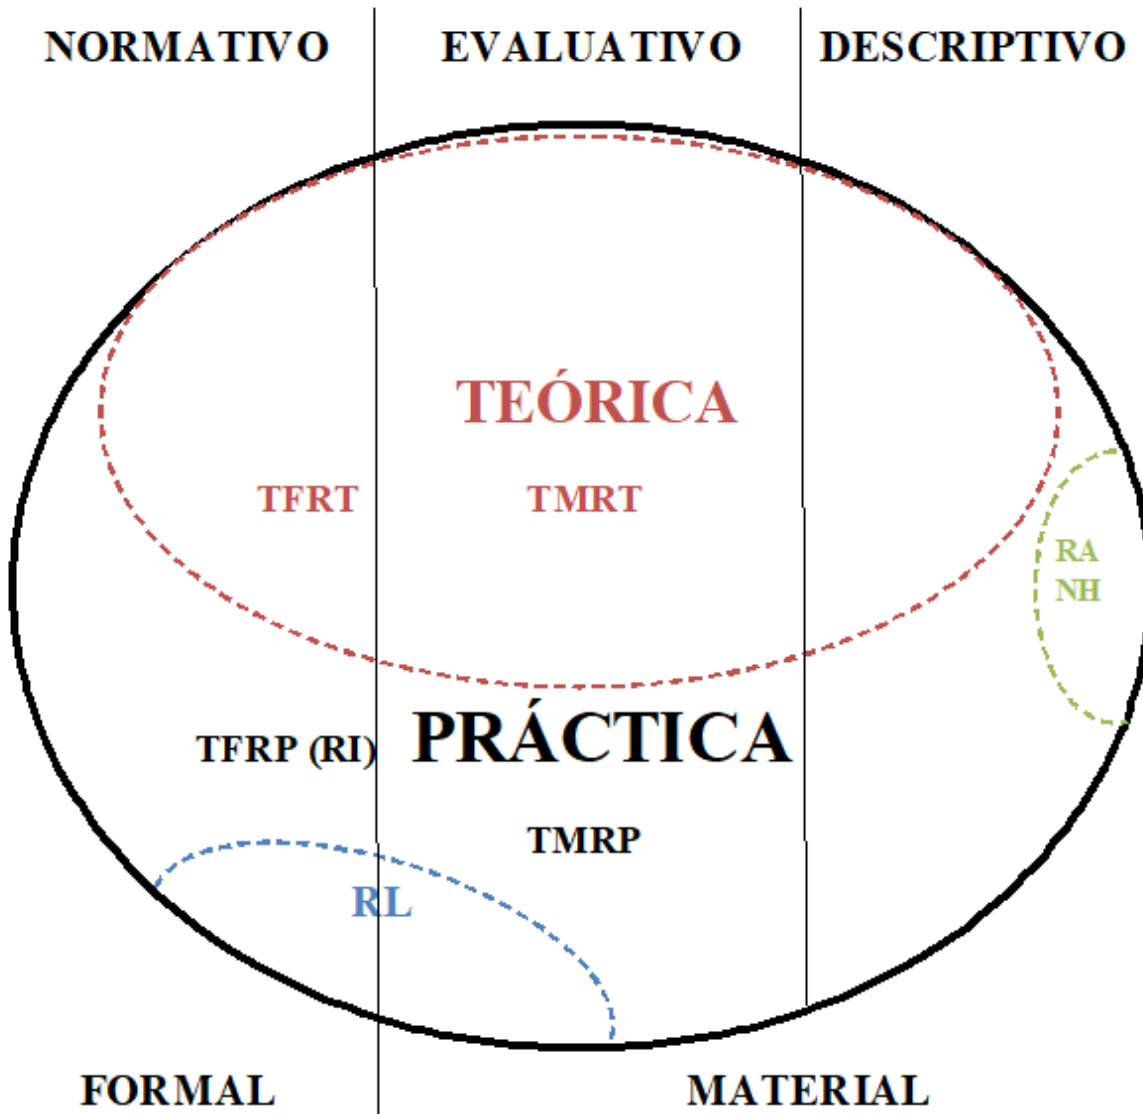 NORMATIVO EVALUATIVO DESCRIPTIVO
TEÓRICA
TFRT TMRT
RA
NH
PRÁCTICA
TFRP (RI)
TMRP
RL
FORMAL MATERIAL